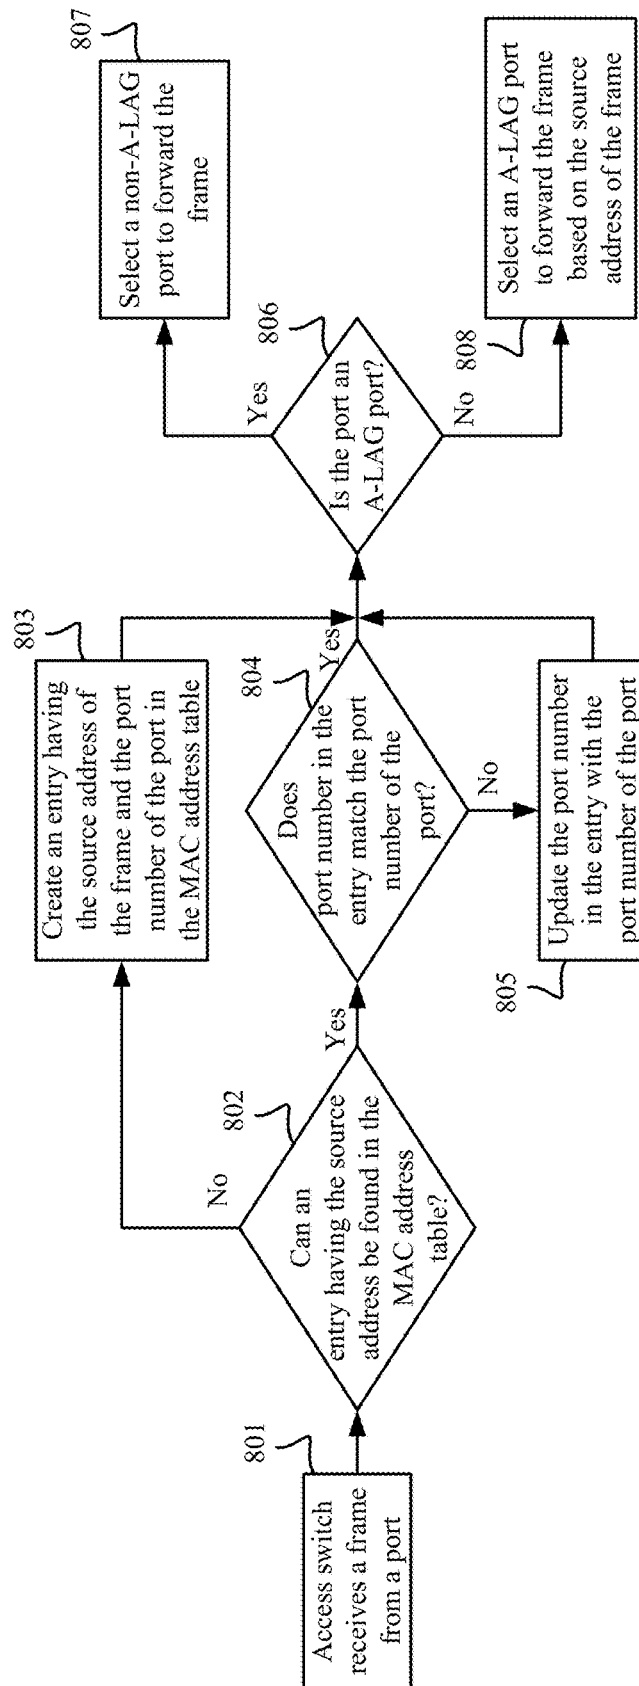 801
Access switch
receives a frame
from a port
802
Can an
entry having the source
address be found in the
MAC address
table?
No
Yes
803
Create an entry having
the source address of
the frame and the port
number of the port in
the MAC address table
804
Does
port number in the
entry match the port
number of the
port?
Yes
No
805
Update the port number
in the entry with the
port number of the port
806
Is the port an
A-LAG port?
Yes
No
807
Select a non-A-LAG
port to forward the
frame
808
Select an A-LAG port
to forward the frame
based on the source
address of the frame